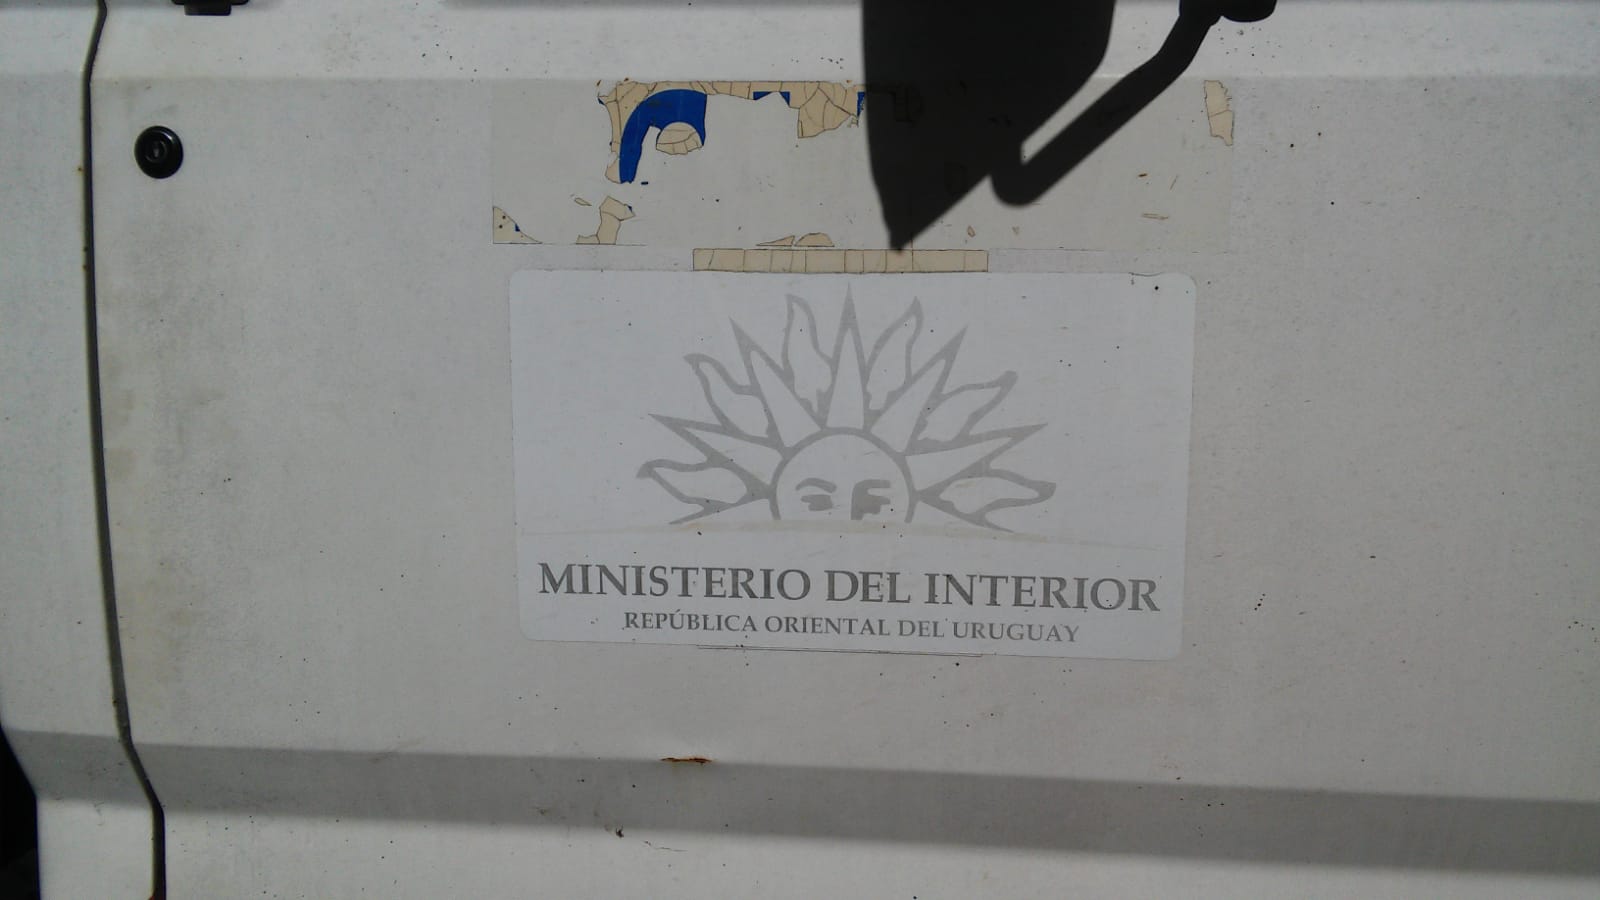 MINISTERIO DEL INTERIOR
REPÚBLICA ORIENTAL DEL URUGUAY